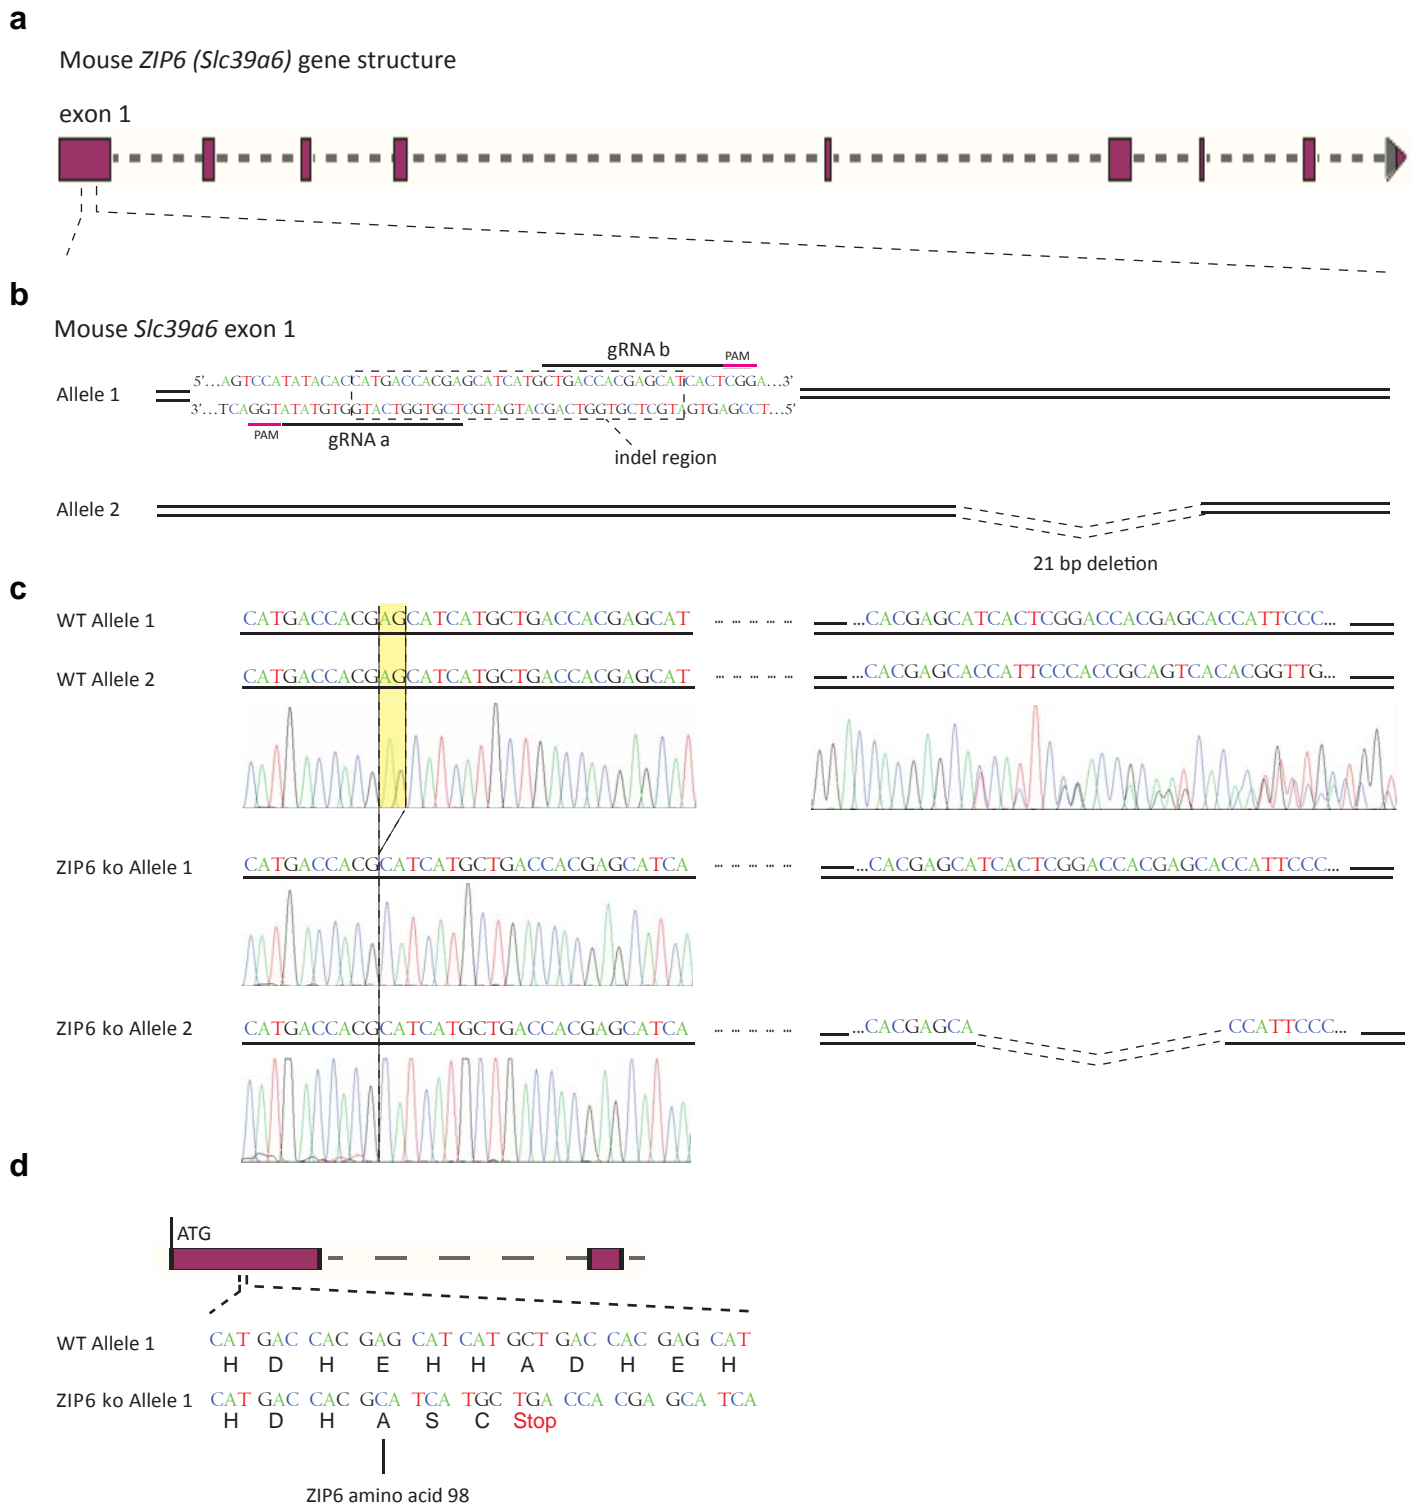 a
Mouse ZIP6 (Slc39a6) gene structure
exon 1
b
Mouse Slc39a6 exon 1
gRNA b
PAM
Allele 1
5’...AGTCCATATACACCATGACCACGAGCATCATGCTGACCACGAGCATCACTCGGA...3’
3’...TCAGGTATATGTGGTACTGGTGCTCGTAGTACGACTGGTGCTCGTAGTGAGCCT...5’
PAM
gRNA a
indel region
Allele 2
21 bp deletion
c
WT Allele 1
CATGACCACGAGCATCATGCTGACCACGAGCAT
...CACGAGCATCACTCGGACCACGAGCACCATTCCC...
WT Allele 2
CATGACCACGAGCATCATGCTGACCACGAGCAT
...CACGAGCACCATTCCCACCGCAGTCACACGGTTG...
ZIP6 ko Allele 1
CATGACCACGCATCATGCTGACCACGAGCATCA
...CACGAGCATCACTCGGACCACGAGCACCATTCCC...
ZIP6 ko Allele 2
CATGACCACGCATCATGCTGACCACGAGCATCA
...CACGAGCA
CCATTCCC...
d
ATG
WT Allele 1
CAT GAC CAC GAG CAT CAT GCT GAC CAC GAG CAT
H D H E H H A D H E H
ZIP6 ko Allele 1
CAT GAC CAC GCA TCA TGC TGA CCA CGA GCA TCA
H D H A S C Stop
ZIP6 amino acid 98